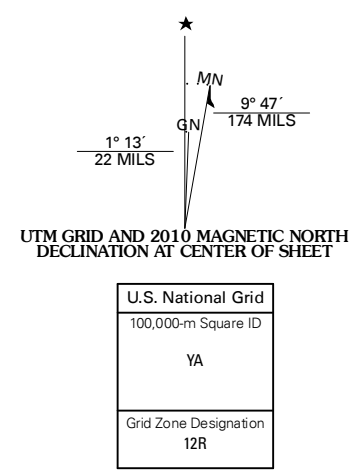 MN
GN
9° 47´
174 MILS
1° 13´
22 MILS
UTM GRID AND 2010 MAGNETIC NORTH
DECLINATION AT CENTER OF SHEET
U.S. National Grid
100,000-m Square ID
YA
Grid Zone Designation
12R